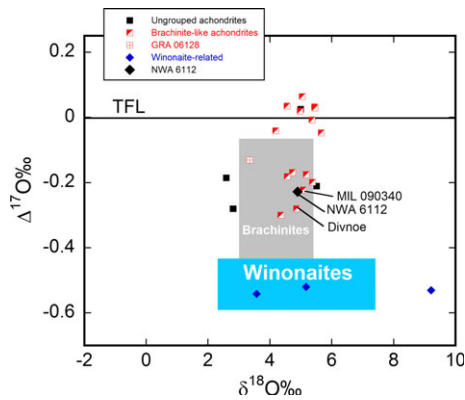 Ungrouped achondrites
Brachinite-like achondrites
GRA 06128
Winonaite-related
NWA 6112
0.2
TFL
0
-0.2
-0.4
-0.6
Δ¹⁷O‰
MIL 090340
NWA 6112
Divnoe
Brachinites
Winonaites
-2 0 2 4 6 8 10
δ¹⁸O‰